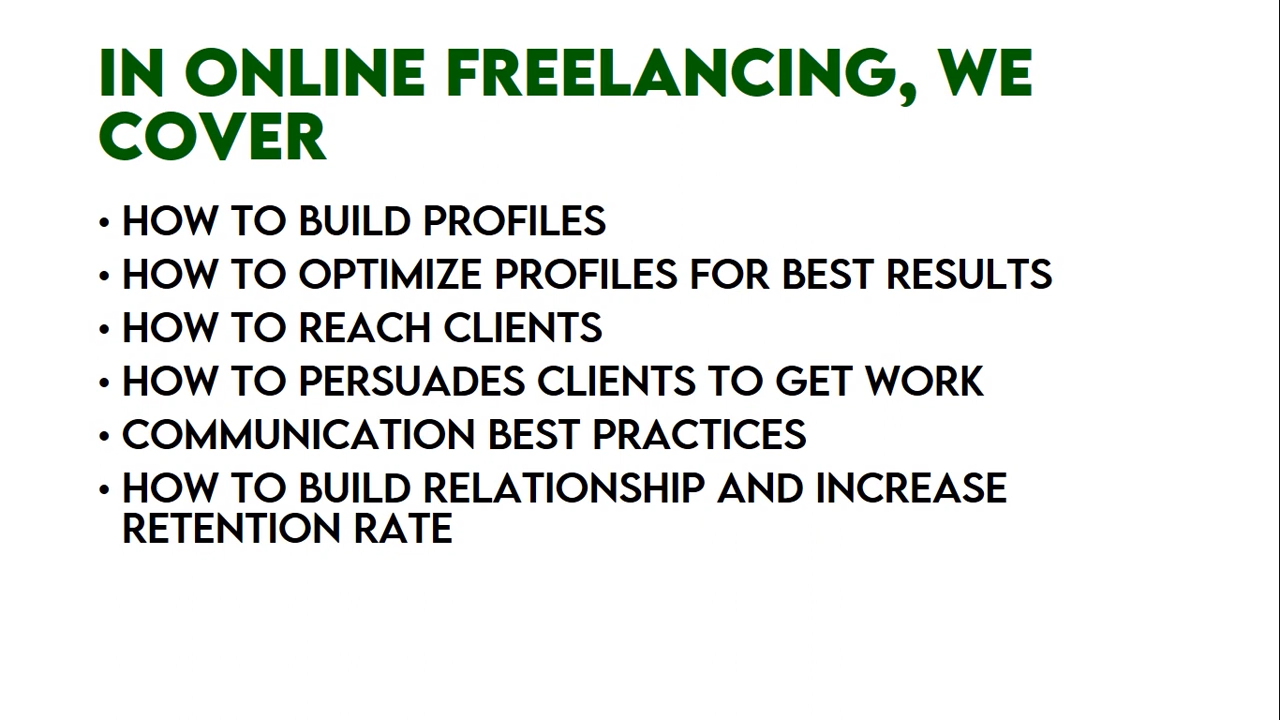 IN ONLINE FREELANCING, WE
COVER
• HOW TO BUILD PROFILES
• HOW TO OPTIMIZE PROFILES FOR BEST RESULTS
• HOW TO REACH CLIENTS
• HOW TO PERSUADES CLIENTS TO GET WORK
• COMMUNICATION BEST PRACTICES
• HOW TO BUILD RELATIONSHIP AND INCREASE
RETENTION RATE